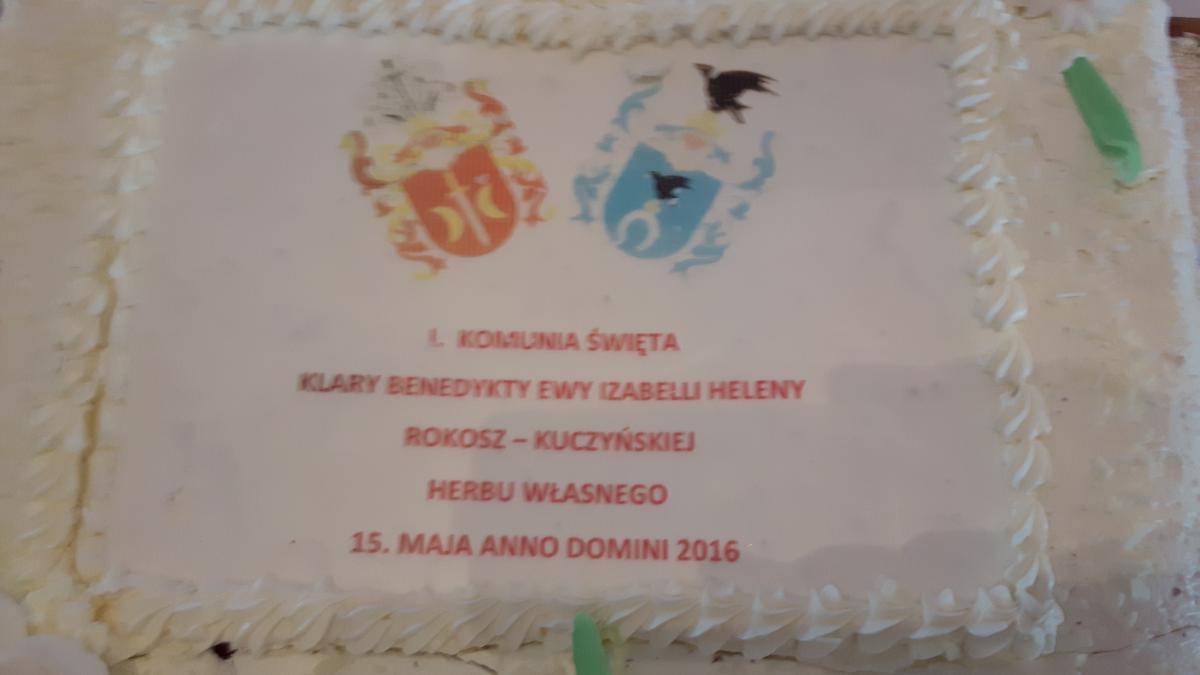 I. KOMUNIA ŚWIĘTA
KLARY BENEDYKTY EWY IZABELLI HELENY
ROKOSZ – KUCZYŃSKIEJ
HERBU WŁASNEGO
15. MAJA ANNO DOMINI 2016